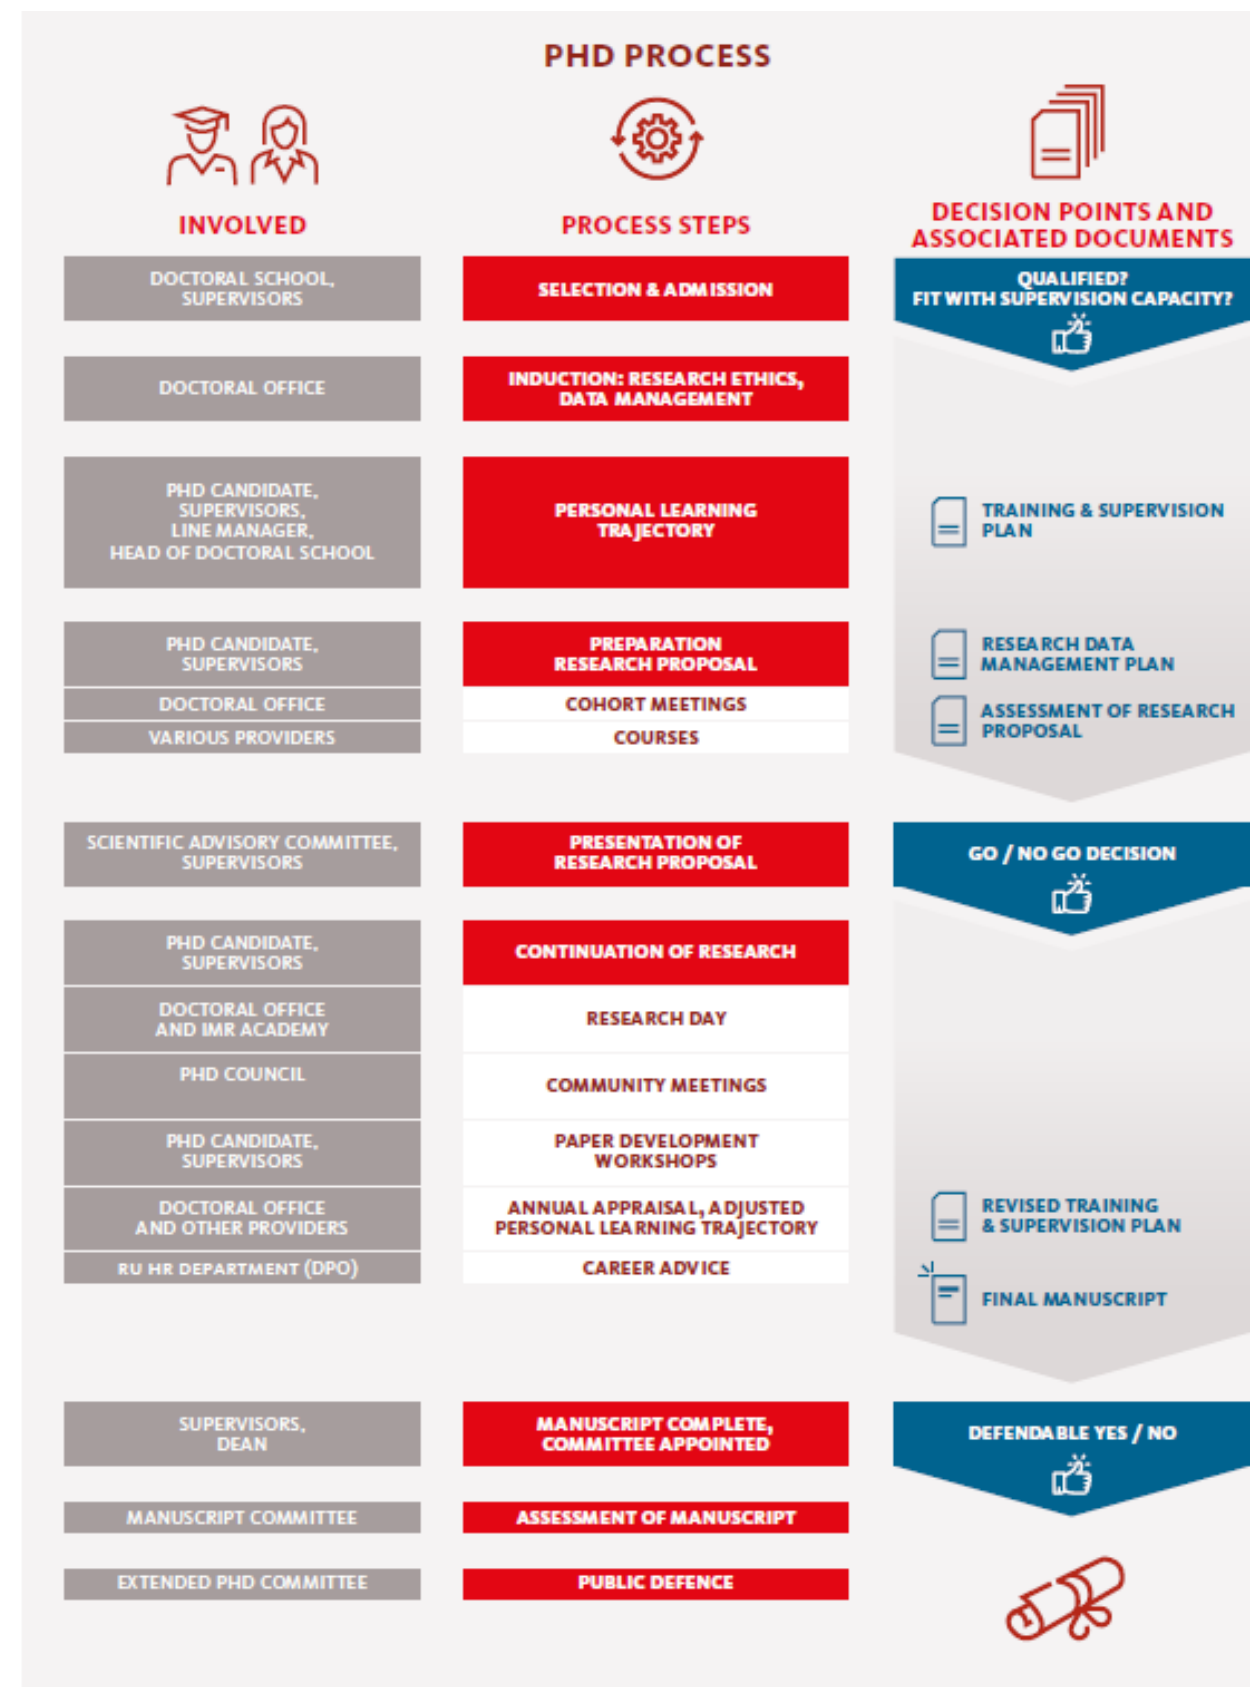 PHD PROCESS
INVOLVED
PROCESS STEPS
DECISION POINTS AND
ASSOCIATED DOCUMENTS
DOCTORAL SCHOOL,
SUPERVISORS
SELECTION & ADMISSION
QUALIFIED?
FIT WITH SUPERVISION CAPACITY?
DOCTORAL OFFICE
INDUCTION: RESEARCH ETHICS,
DATA MANAGEMENT
PHD CANDIDATE,
SUPERVISORS,
LINE MANAGER,
HEAD OF DOCTORAL SCHOOL
PERSONAL LEARNING
TRAJECTORY
TRAINING & SUPERVISION
PLAN
PHD CANDIDATE,
SUPERVISORS
PREPARATION
RESEARCH PROPOSAL
RESEARCH DATA
MANAGEMENT PLAN
DOCTORAL OFFICE
COHORT MEETINGS
ASSESSMENT OF RESEARCH
PROPOSAL
VARIOUS PROVIDERS
COURSES
SCIENTIFIC ADVISORY COMMITTEE,
SUPERVISORS
PRESENTATION OF
RESEARCH PROPOSAL
GO / NO GO DECISION
PHD CANDIDATE,
SUPERVISORS
CONTINUATION OF RESEARCH
DOCTORAL OFFICE
AND IMR ACADEMY
RESEARCH DAY
PHD COUNCIL
COMMUNITY MEETINGS
PHD CANDIDATE,
SUPERVISORS
PAPER DEVELOPMENT
WORKSHOPS
DOCTORAL OFFICE
AND OTHER PROVIDERS
ANNUAL APPRAISAL, ADJUSTED
PERSONAL LEARNING TRAJECTORY
REVISED TRAINING
& SUPERVISION PLAN
RU HR DEPARTMENT (DPO)
CAREER ADVICE
FINAL MANUSCRIPT
SUPERVISORS,
DEAN
MANUSCRIPT COMPLETE,
COMMITTEE APPOINTED
DEFENDABLE YES / NO
MANUSCRIPT COMMITTEE
ASSESSMENT OF MANUSCRIPT
EXTENDED PHD COMMITTEE
PUBLIC DEFENCE